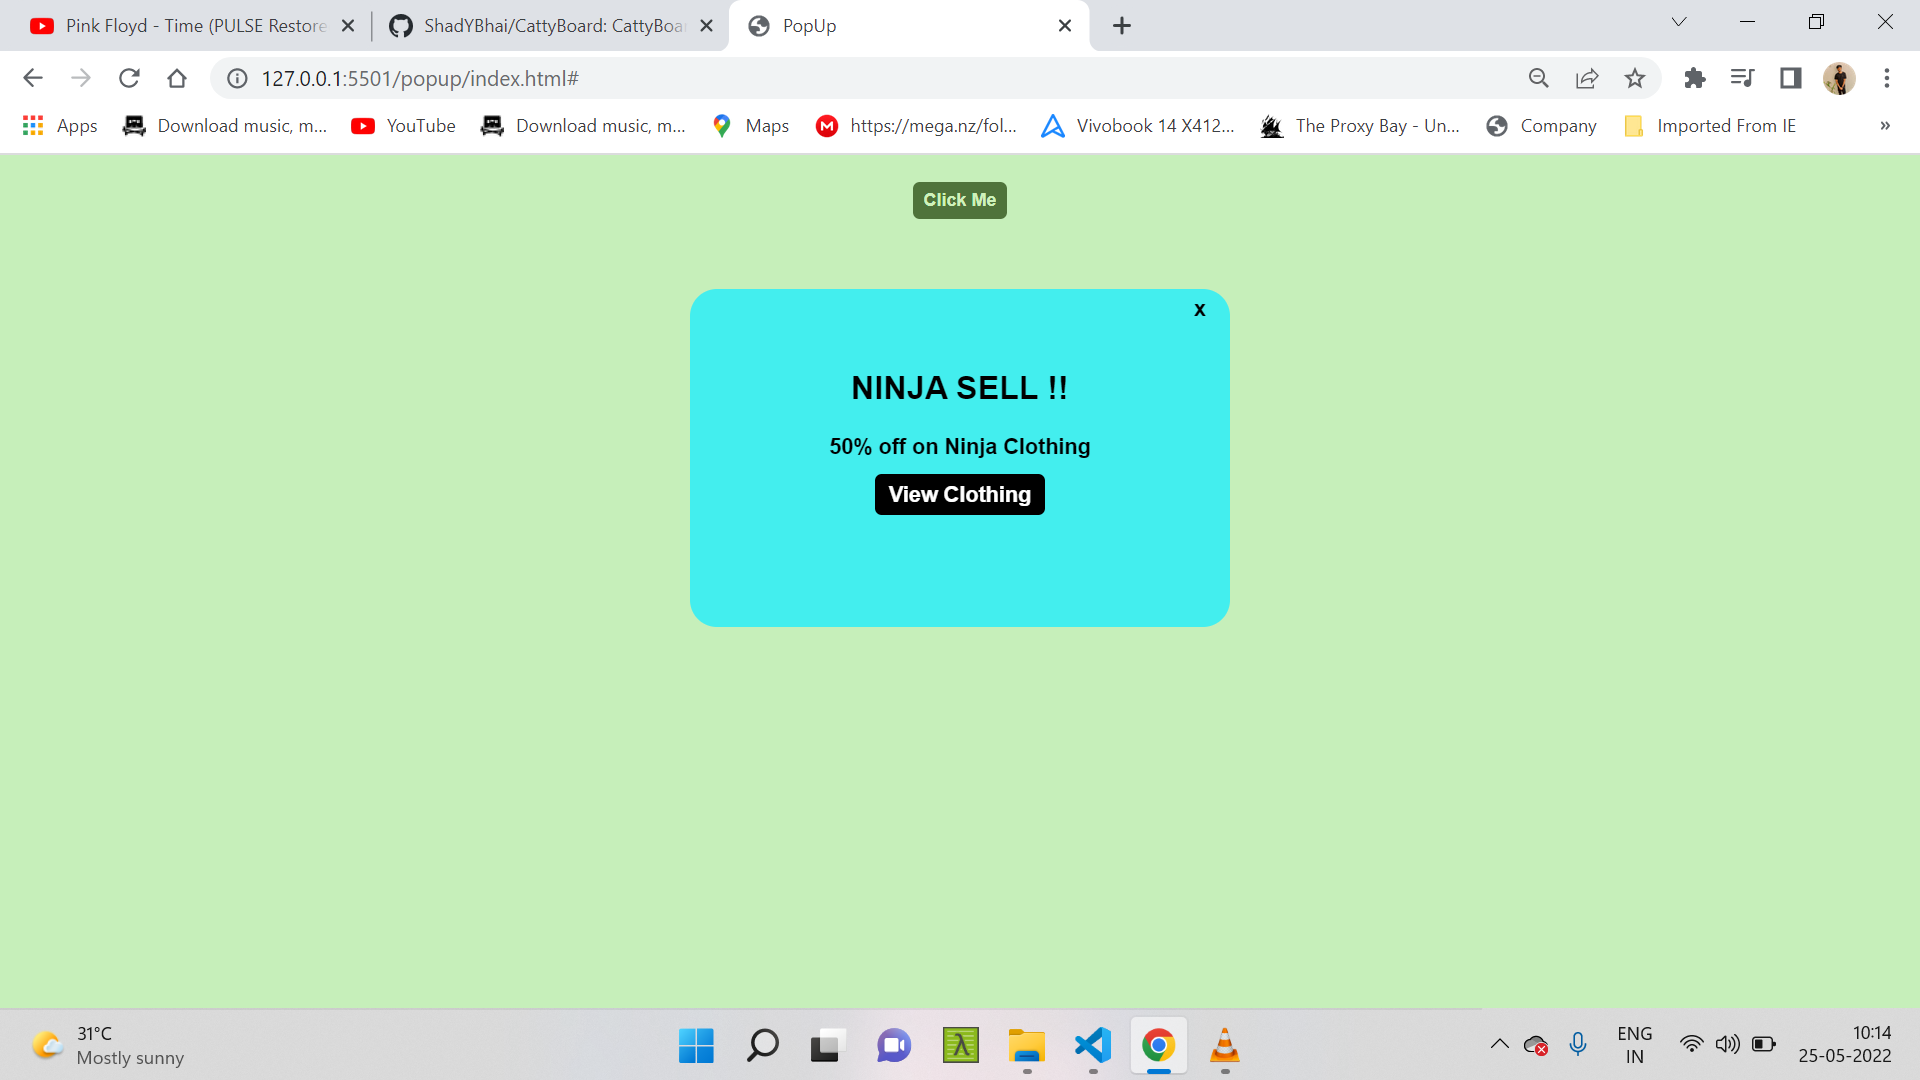 Pink Floyd - Time (PULSE Restore
ShadYBhai/CattyBoard: CattyBoar
PopUp
127.0.0.1:5501/popup/index.html#
Apps
Download music, m...
YouTube
Download music, m...
Maps
https://mega.nz/fol...
Vivobook 14 X412...
The Proxy Bay - Un...
Company
Imported From IE
»
Click Me
X
NINJA SELL !!
50% off on Ninja Clothing
View Clothing
31°C
Mostly sunny
ENG
IN
10:14
25-05-2022